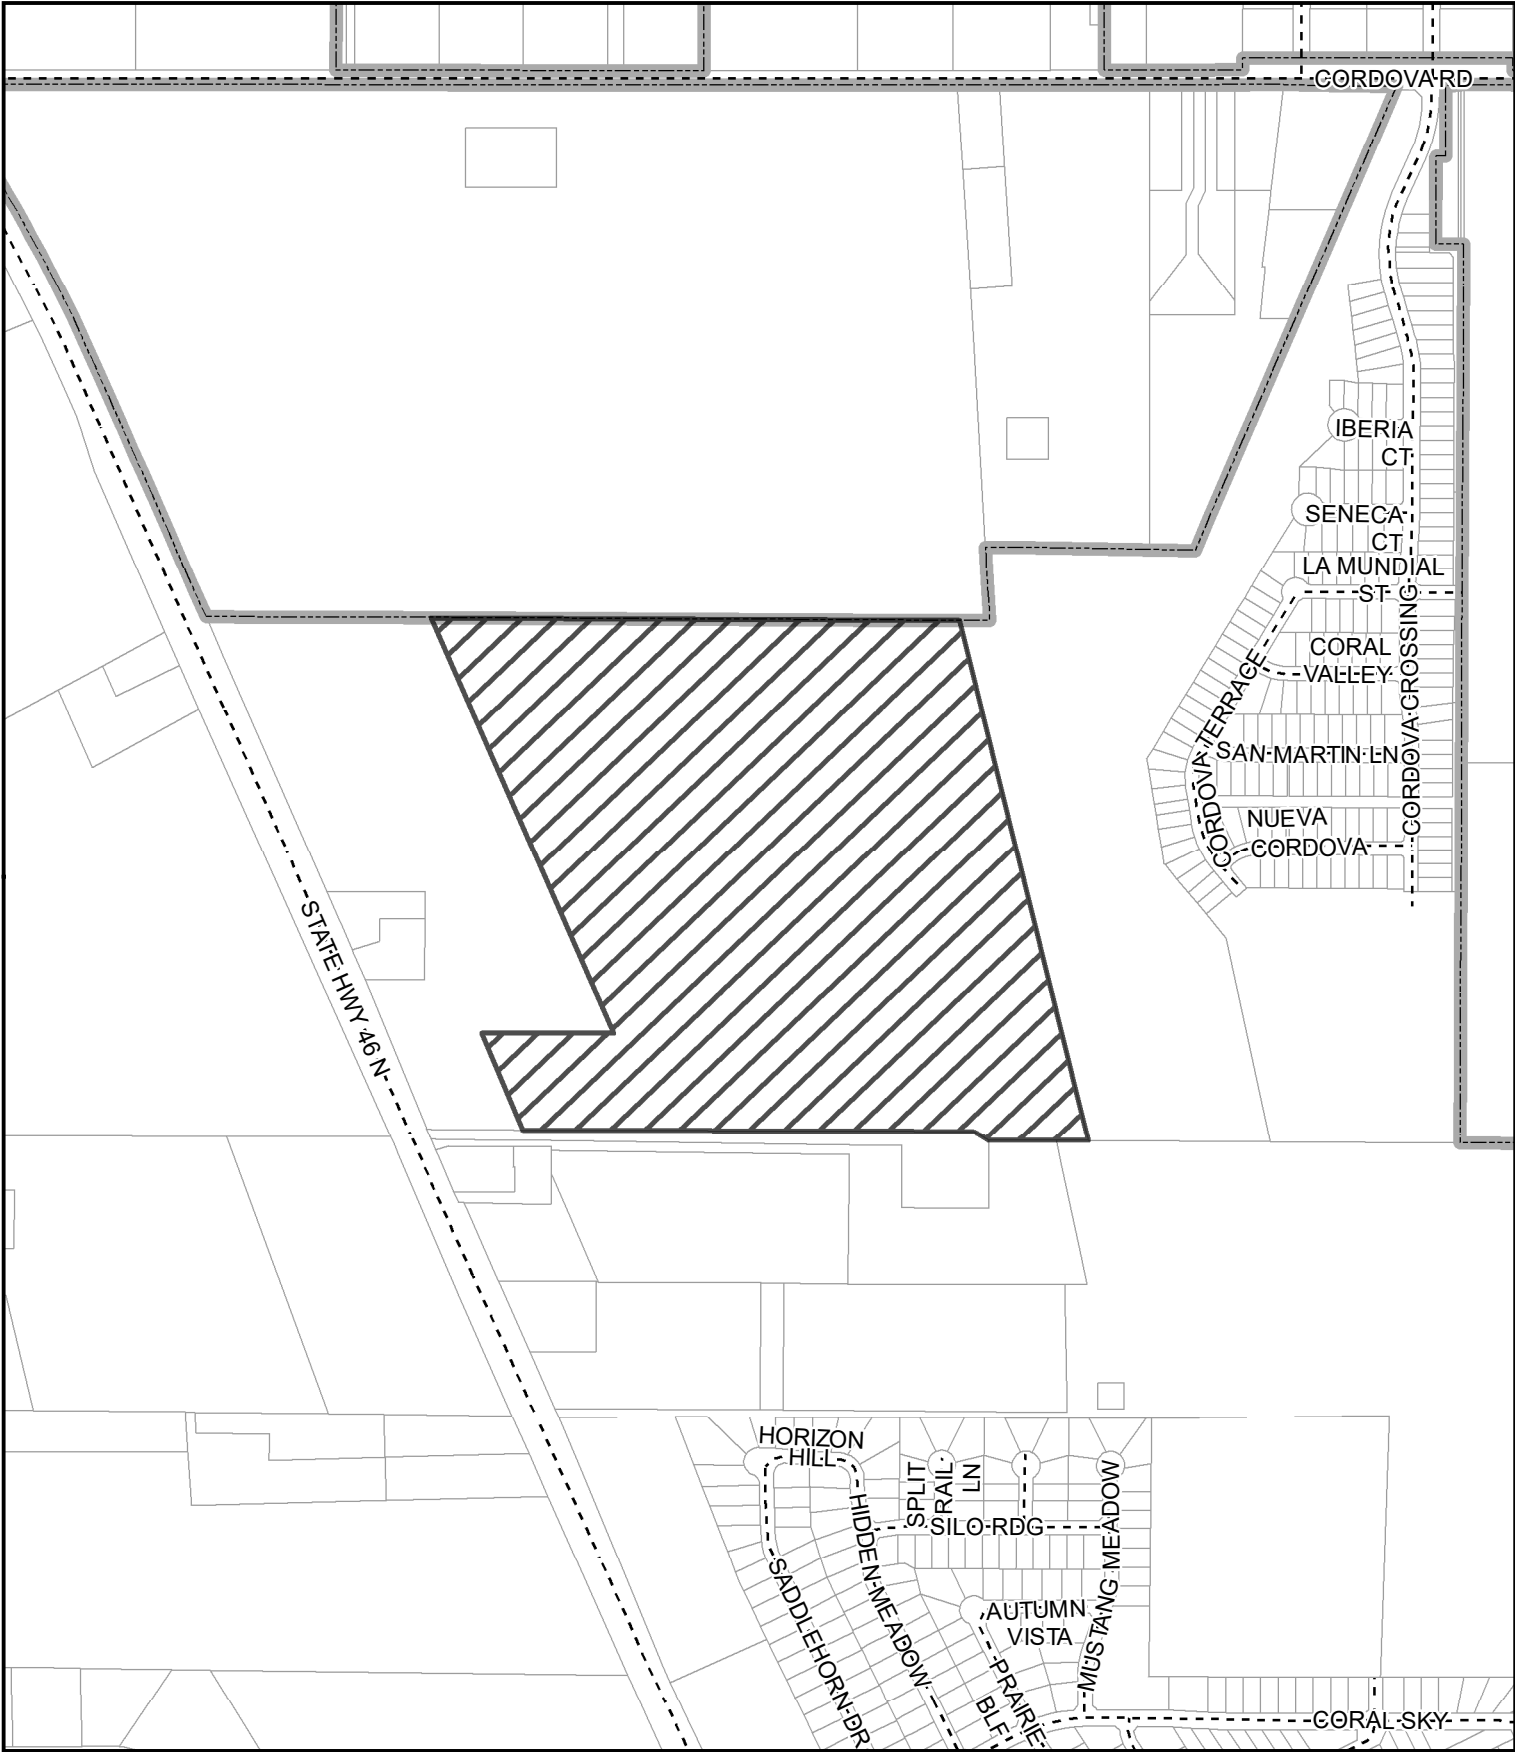 CORDOVA RD
IBERIA
CT
SENECA
CT
LA MUNDIAL
ST
CORDOVA CROSSING
CORAL
VALLEY
CORDOVA TERRACE
SAN MARTIN LN
NUEVA
CORDOVA
STATE HWY 46 N
HORIZON
HILL
SPLIT
RAIL
LN
HIDDEN MEADOW
SILO RDG
MUSTANG MEADOW
SADDLEHORN DR
AUTUMN
VISTA
PRAIRIE
BLF
CORAL SKY